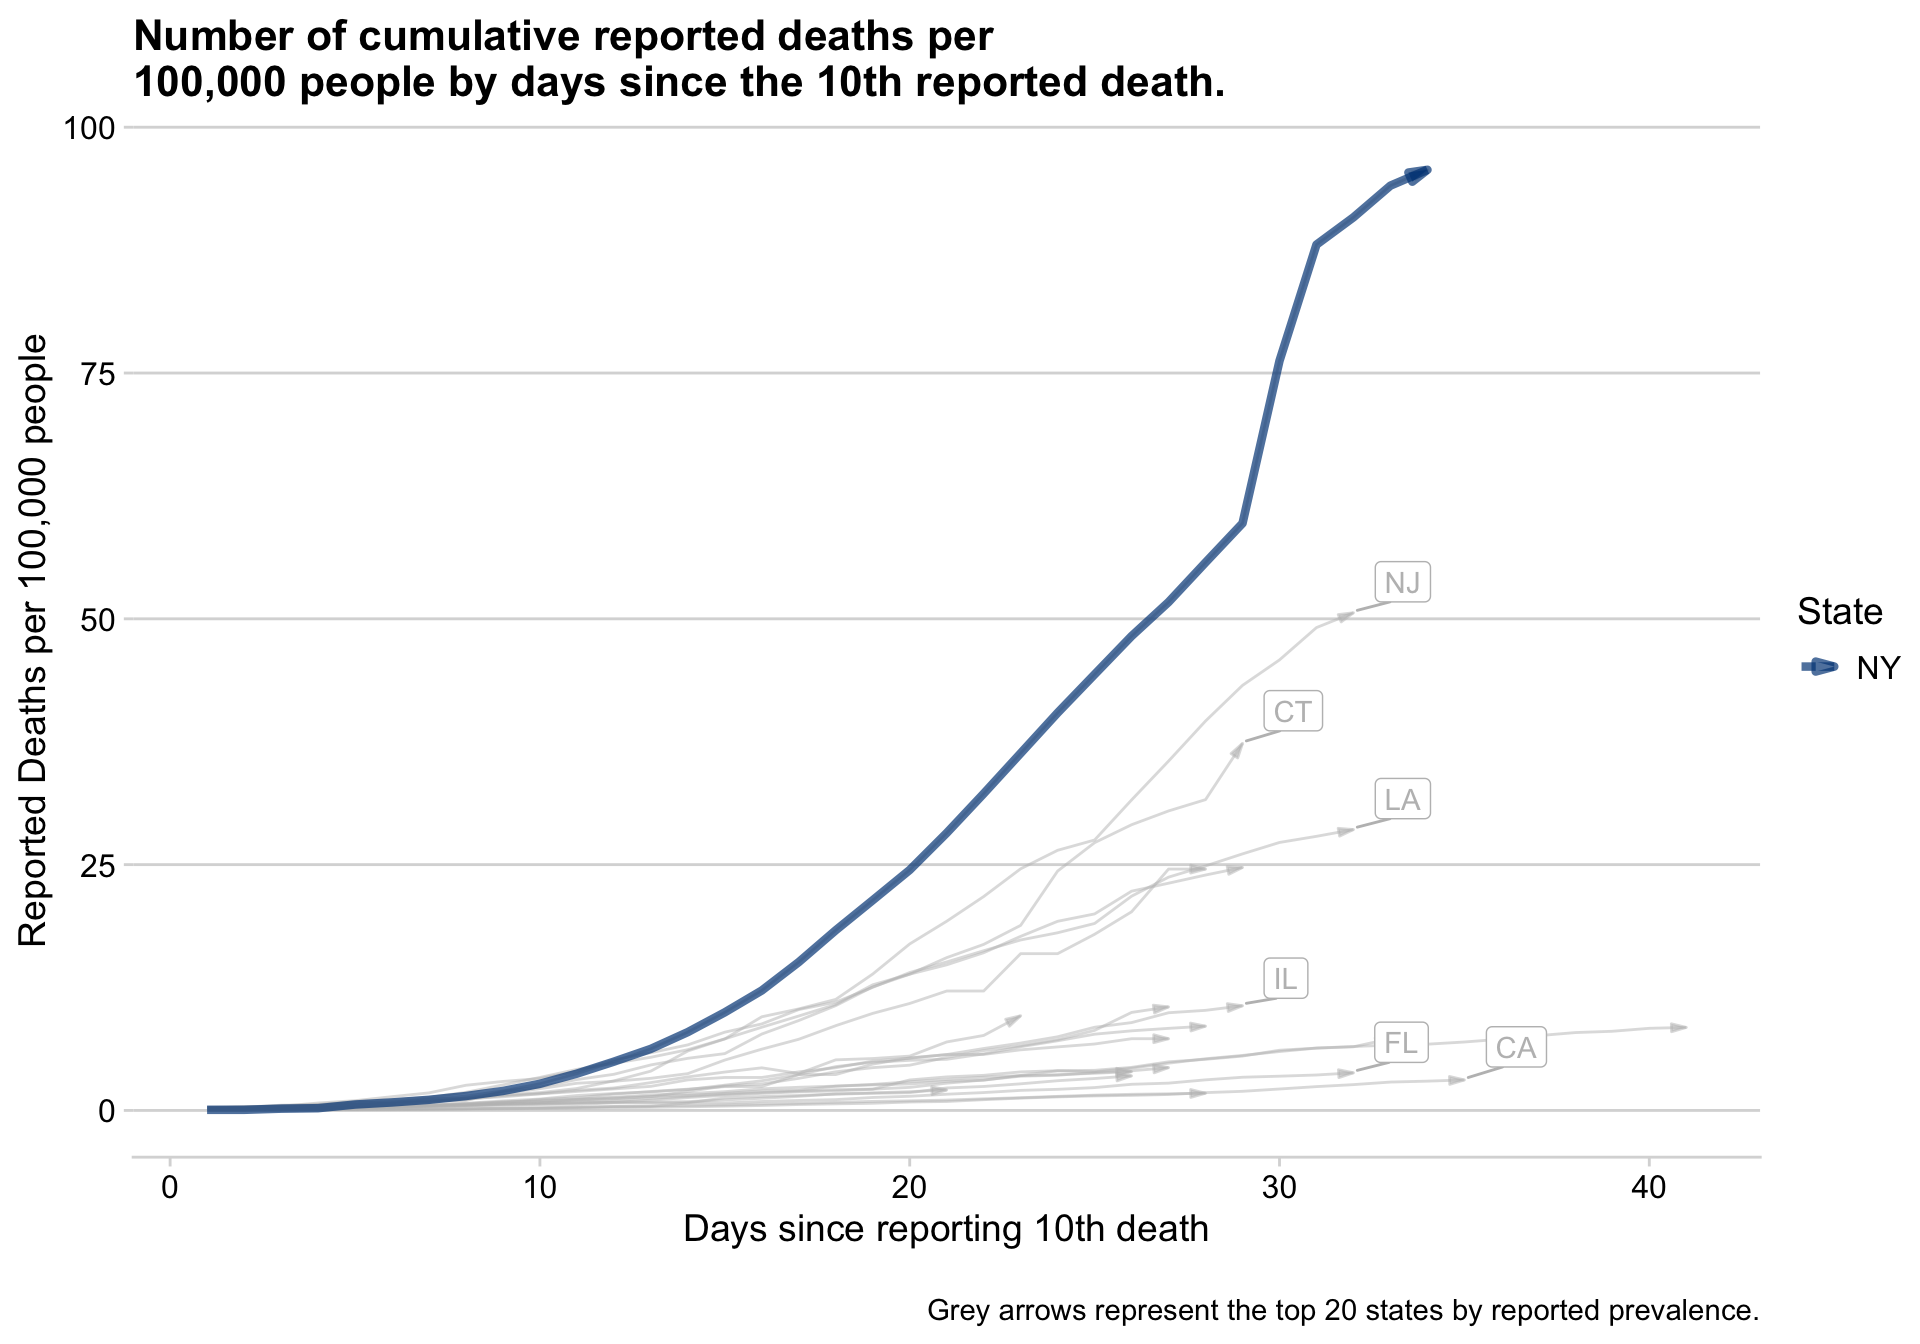 Number of cumulative reported deaths per
100,000 people by days since the 10th reported death.
100
75
50
25
0
Reported Deaths per 100,000 people
NJ
CT
LA
IL
FL
CA
State
NY
0
10
20
30
40
Days since reporting 10th death
Grey arrows represent the top 20 states by reported prevalence.